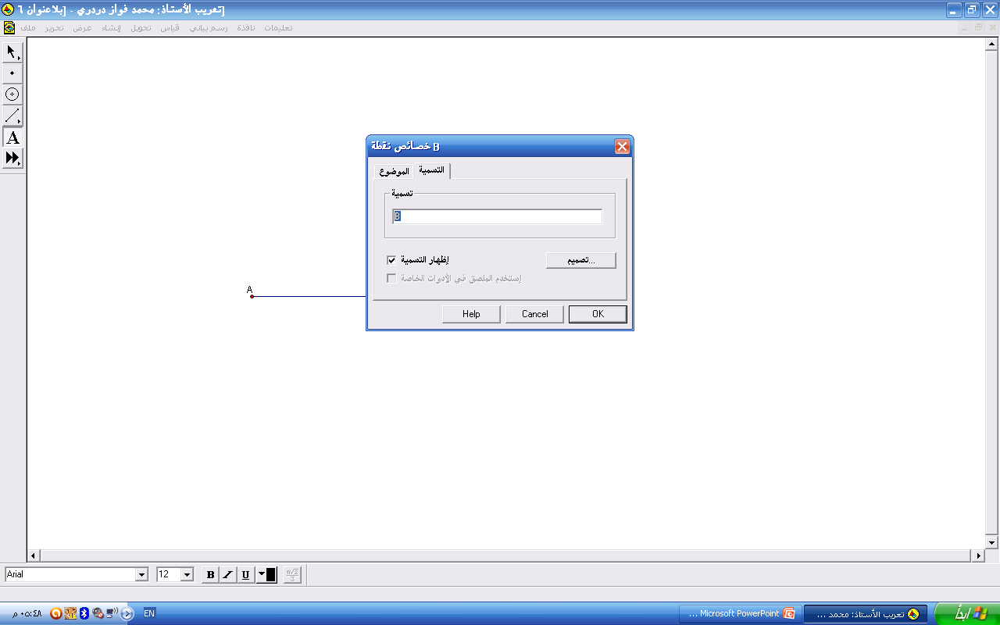 [تعريب الأستاذ: محمد فواز دردري - [بلاعنوان ٦
ملف تحرير عرض إنشاء تحويل قياس رسم بياني نافذة تعليمات
A
A
خصائص نقطة B
الموضوع التسمية
تسمية
B
إظهار التسمية
تصميم...
إستخدم الملصق في الأدوات الخاصة
Help Cancel OK
Arial 12 B I U
EN
٠٥:٤٨ م
Microsoft PowerPoint ...
تعريب الأستاذ: محمد ...
ابدأ